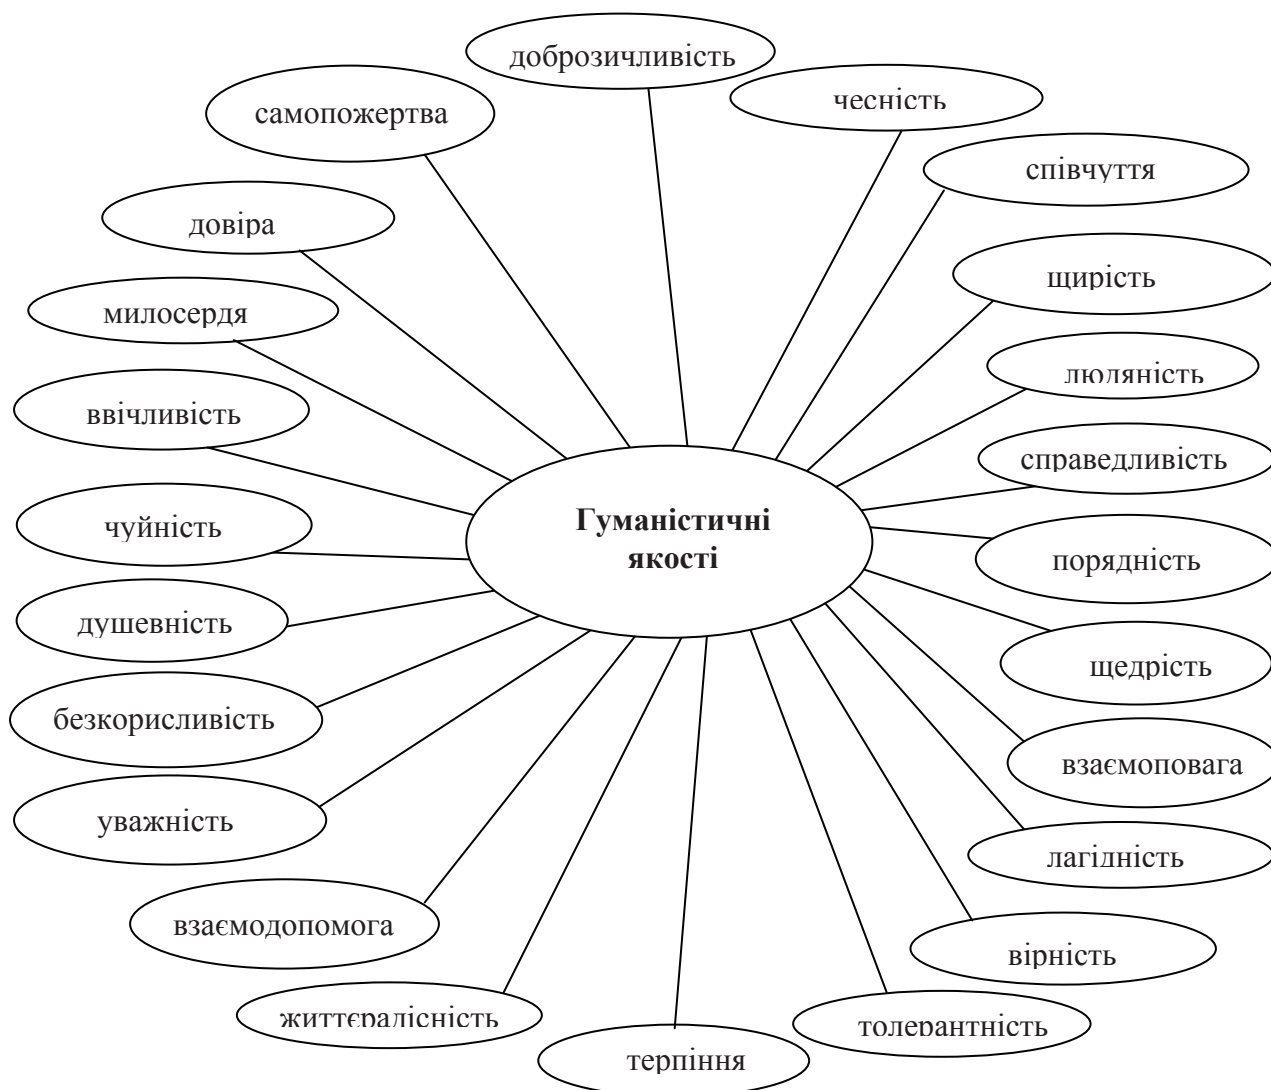 доброзичливість
чесність
самопожертва
співчуття
довіра
щирість
милосердя
людяність
ввічливість
справедливість
Гуманістичні
якості
чуйність
порядність
душевність
щедрість
безкорисливість
взаємоповага
уважність
лагідність
взаємодопомога
вірність
життєрадісність
толерантність
терпіння